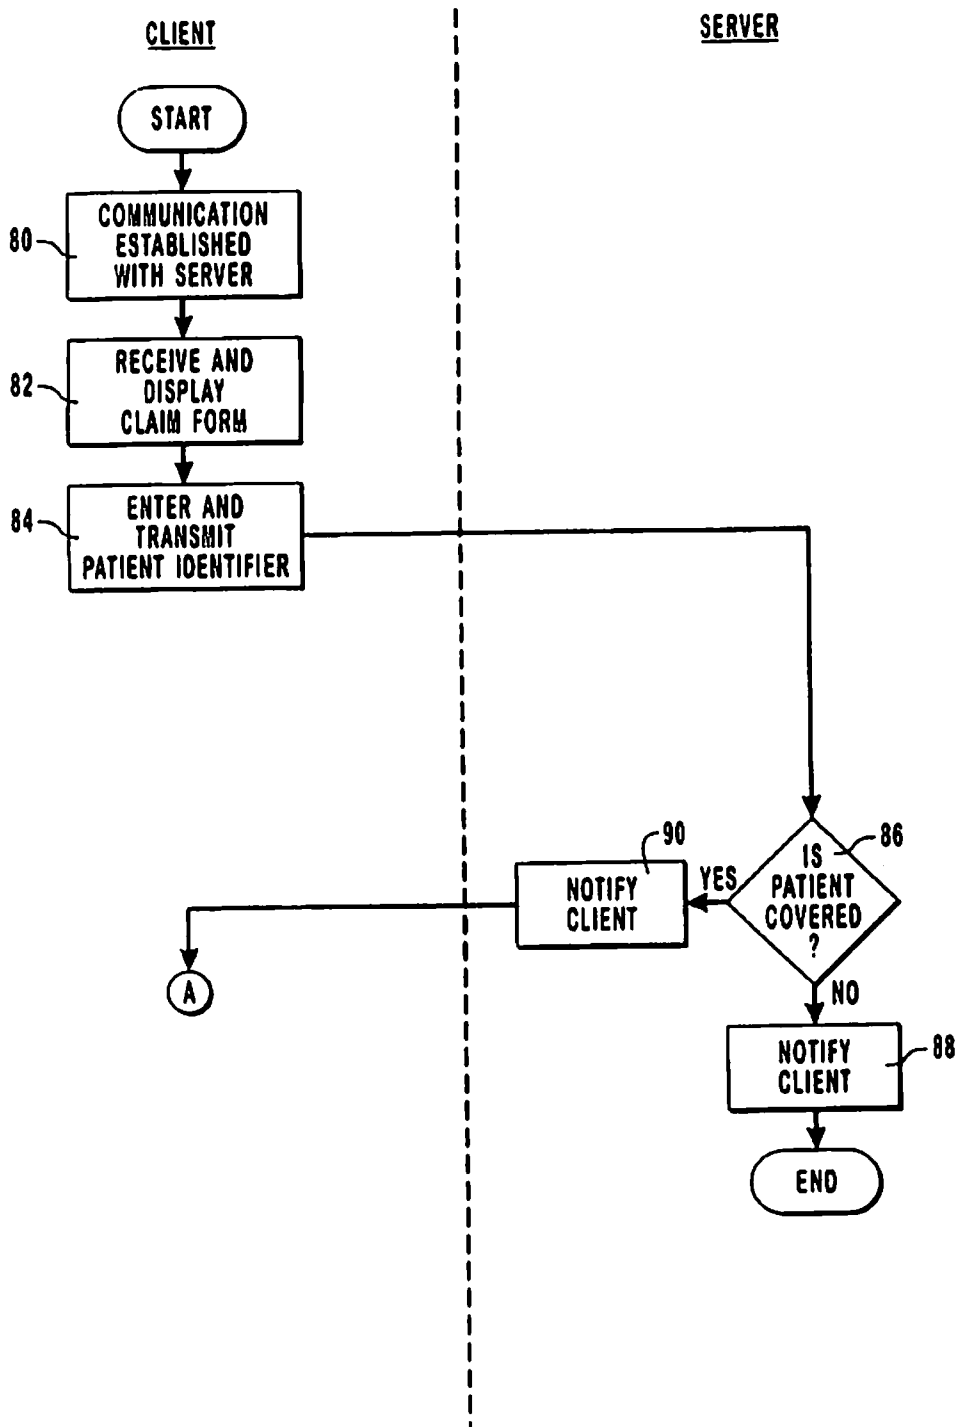 CLIENT
SERVER
START
80
COMMUNICATION
ESTABLISHED
WITH SERVER
82
RECEIVE AND
DISPLAY
CLAIM FORM
84
ENTER AND
TRANSMIT
PATIENT IDENTIFIER
86
IS
PATIENT
COVERED
?
YES
90
NOTIFY
CLIENT
A
NO
88
NOTIFY
CLIENT
END